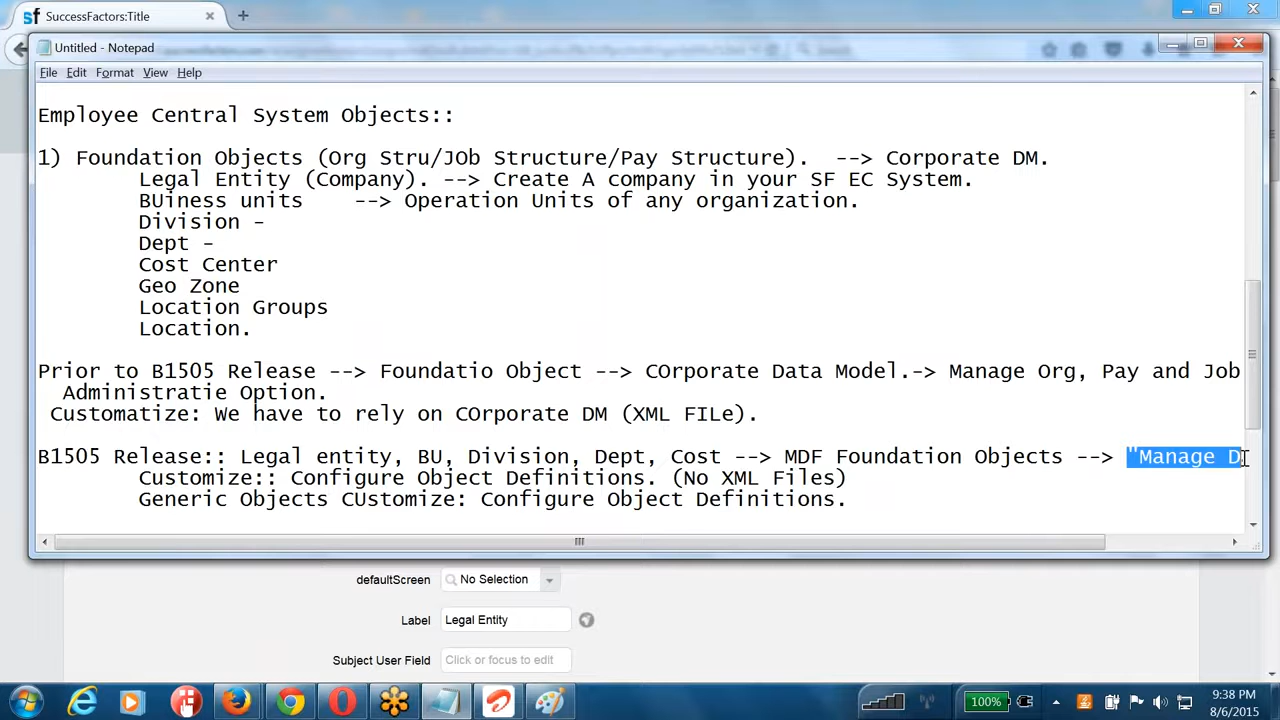 SuccessFactors:Title
Untitled - Notepad
File Edit Format View Help
Employee Central System Objects::
1) Foundation Objects (Org Stru/JOb Structure/Pay Structure). --> Corporate DM.
Legal Entity (Company). --> Create A company in your SF EC System.
BUiness units --> Operation Units of any organization.
Division -
Dept -
Cost Center
Geo Zone
Location Groups
Location.
Prior to B1505 Release --> Foundatio Object --> COrporate Data Model.-> Manage Org, Pay and Job
Administratie Option.
Customatize: We have to rely on COrporate DM (XML FILe).
B1505 Release:: Legal entity, BU, Division, Dept, Cost --> MDF Foundation Objects --> "Manage D
Customize:: Configure Object Definitions. (No XML Files)
Generic Objects CUstomize: Configure Object Definitions.
defaultScreen No Selection
Label Legal Entity
Subject User Field Click or focus to edit
100%
9:38 PM
8/6/2015